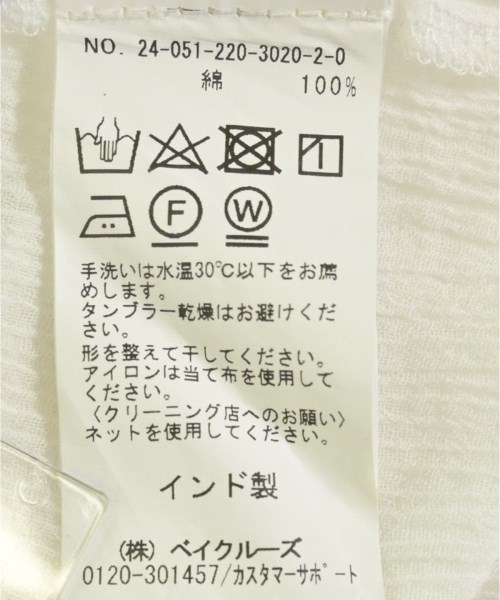 NO. 24-051-220-3020-2-0
綿 100%
F W
手洗いは水温30℃以下をお薦
めします。
タンブラー乾燥はお避けくだ
さい。
形を整えて干してください。
アイロンは当て布を使用して
ください。
〈クリーニング店へのお願い〉
ネットを使用してください。
インド製
(株) ベイクルーズ
0120-301457/カスタマーサポート